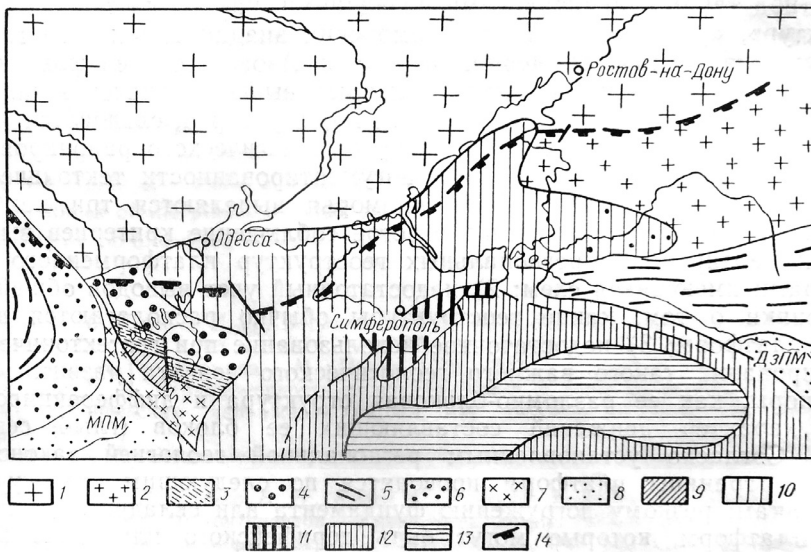 Ростов-на-Дону
Одесса
Симферополь
ДзПМ
МПМ
1 2 3 4 5 6 7 8 9 10
11 12 13 14